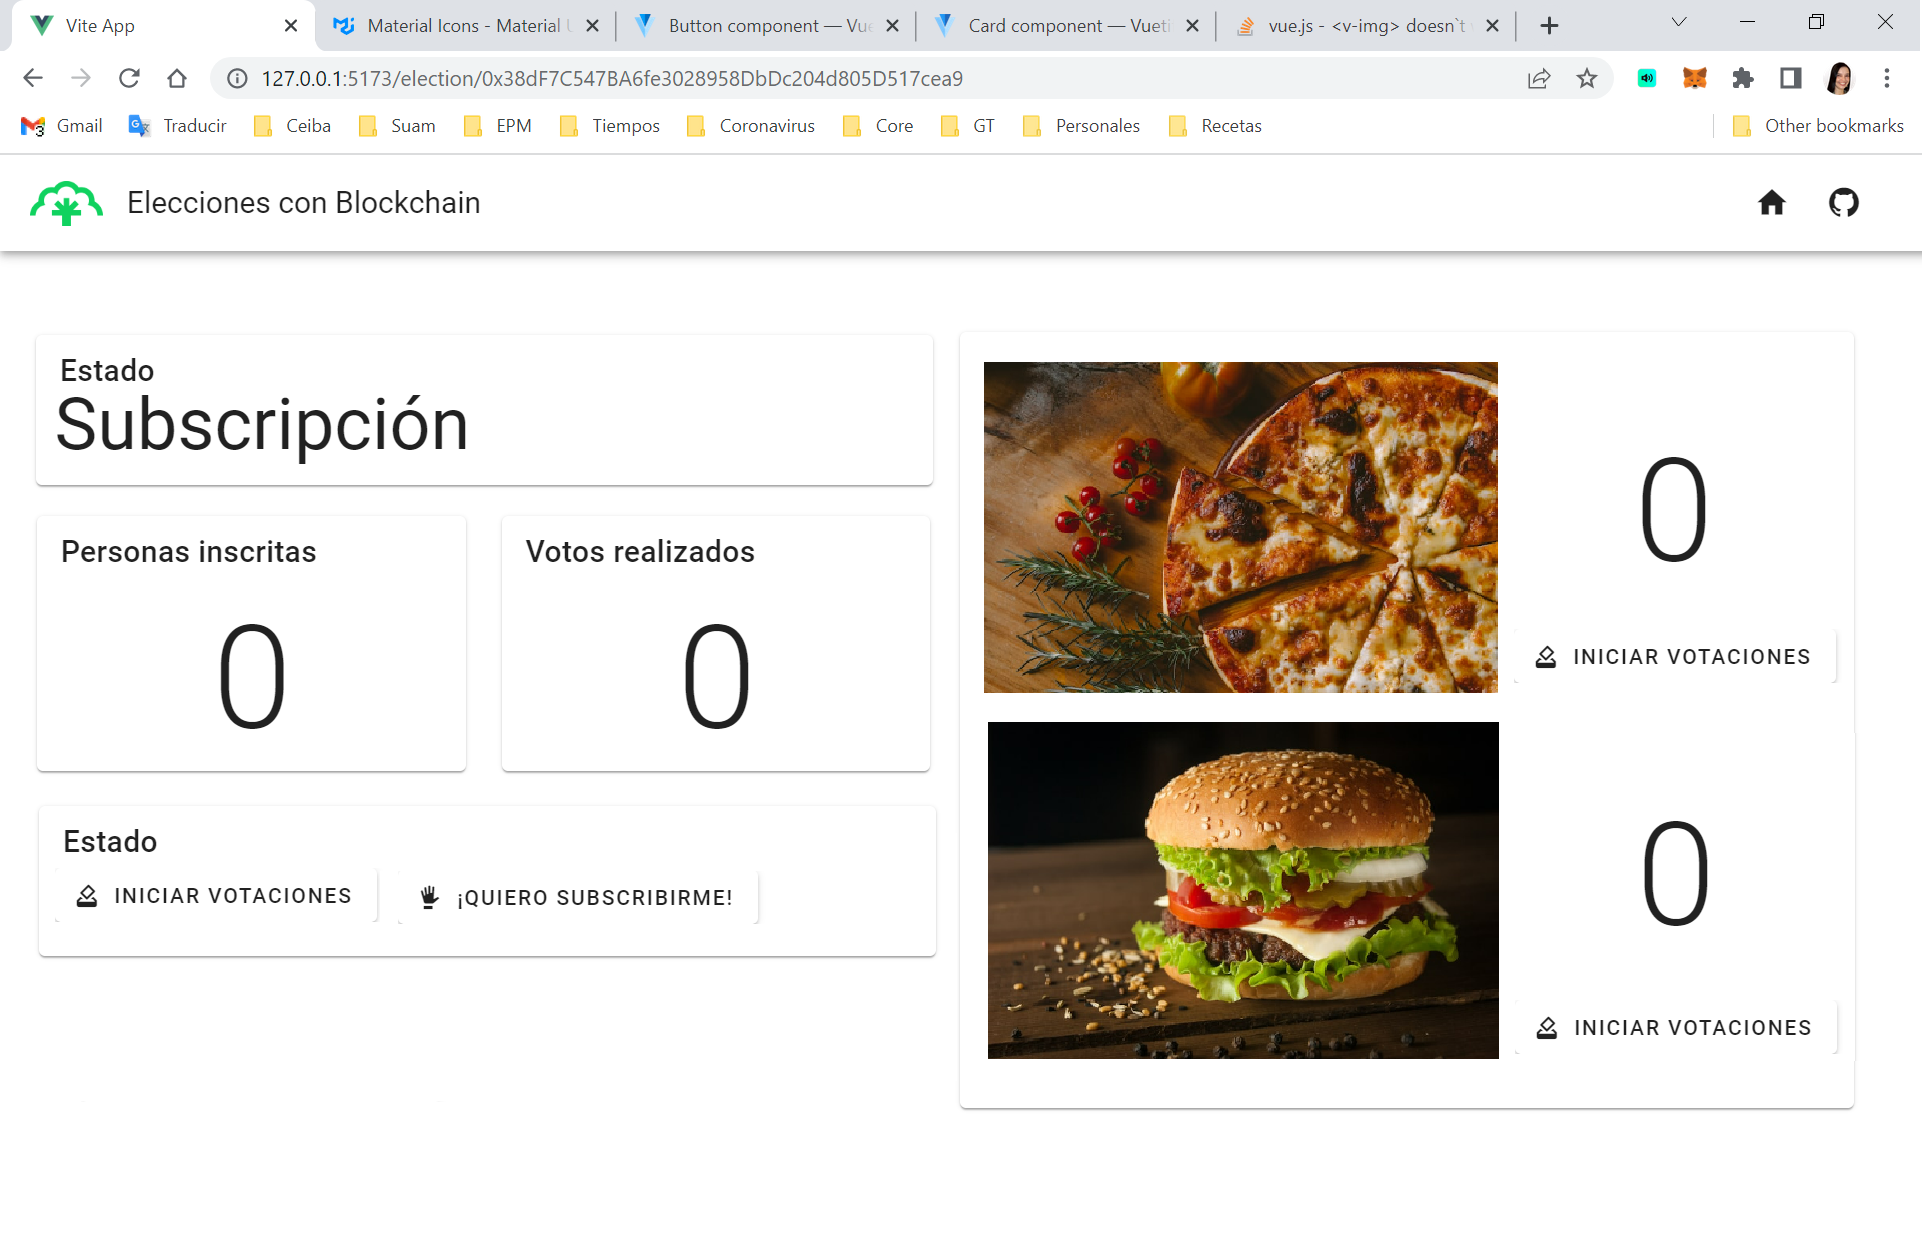 Vite App
Material Icons - Material U
Button component — Vue
Card component — Vueti
vue.js - <v-img> doesn`t
127.0.0.1:5173/election/0x38dF7C547BA6fe3028958DbDc204d805D517cea9
Gmail
Traducir
Ceiba
Suam
EPM
Tiempos
Coronavirus
Core
GT
Personales
Recetas
Other bookmarks
Elecciones con Blockchain
Estado
Subscripción
Personas inscritas
0
Votos realizados
0
Estado
INICIAR VOTACIONES
¡QUIERO SUBSCRIBIRME!
0
INICIAR VOTACIONES
0
INICIAR VOTACIONES